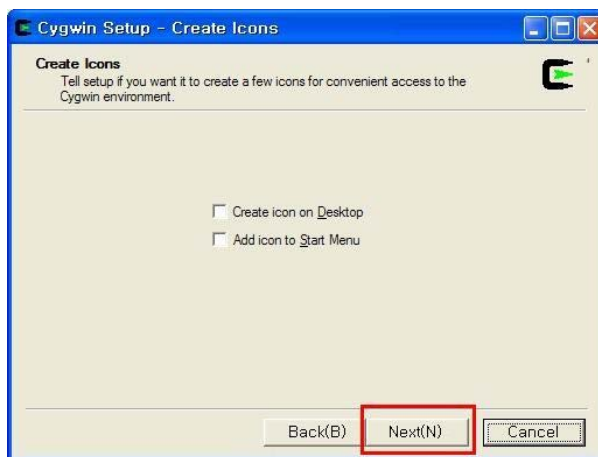 Cygwin Setup - Create Icons
Create Icons
Tell setup if you want it to create a few icons for convenient access to the
Cygwin environment.
Create icon on Desktop
Add icon to Start Menu
Back(B) Next(N) Cancel